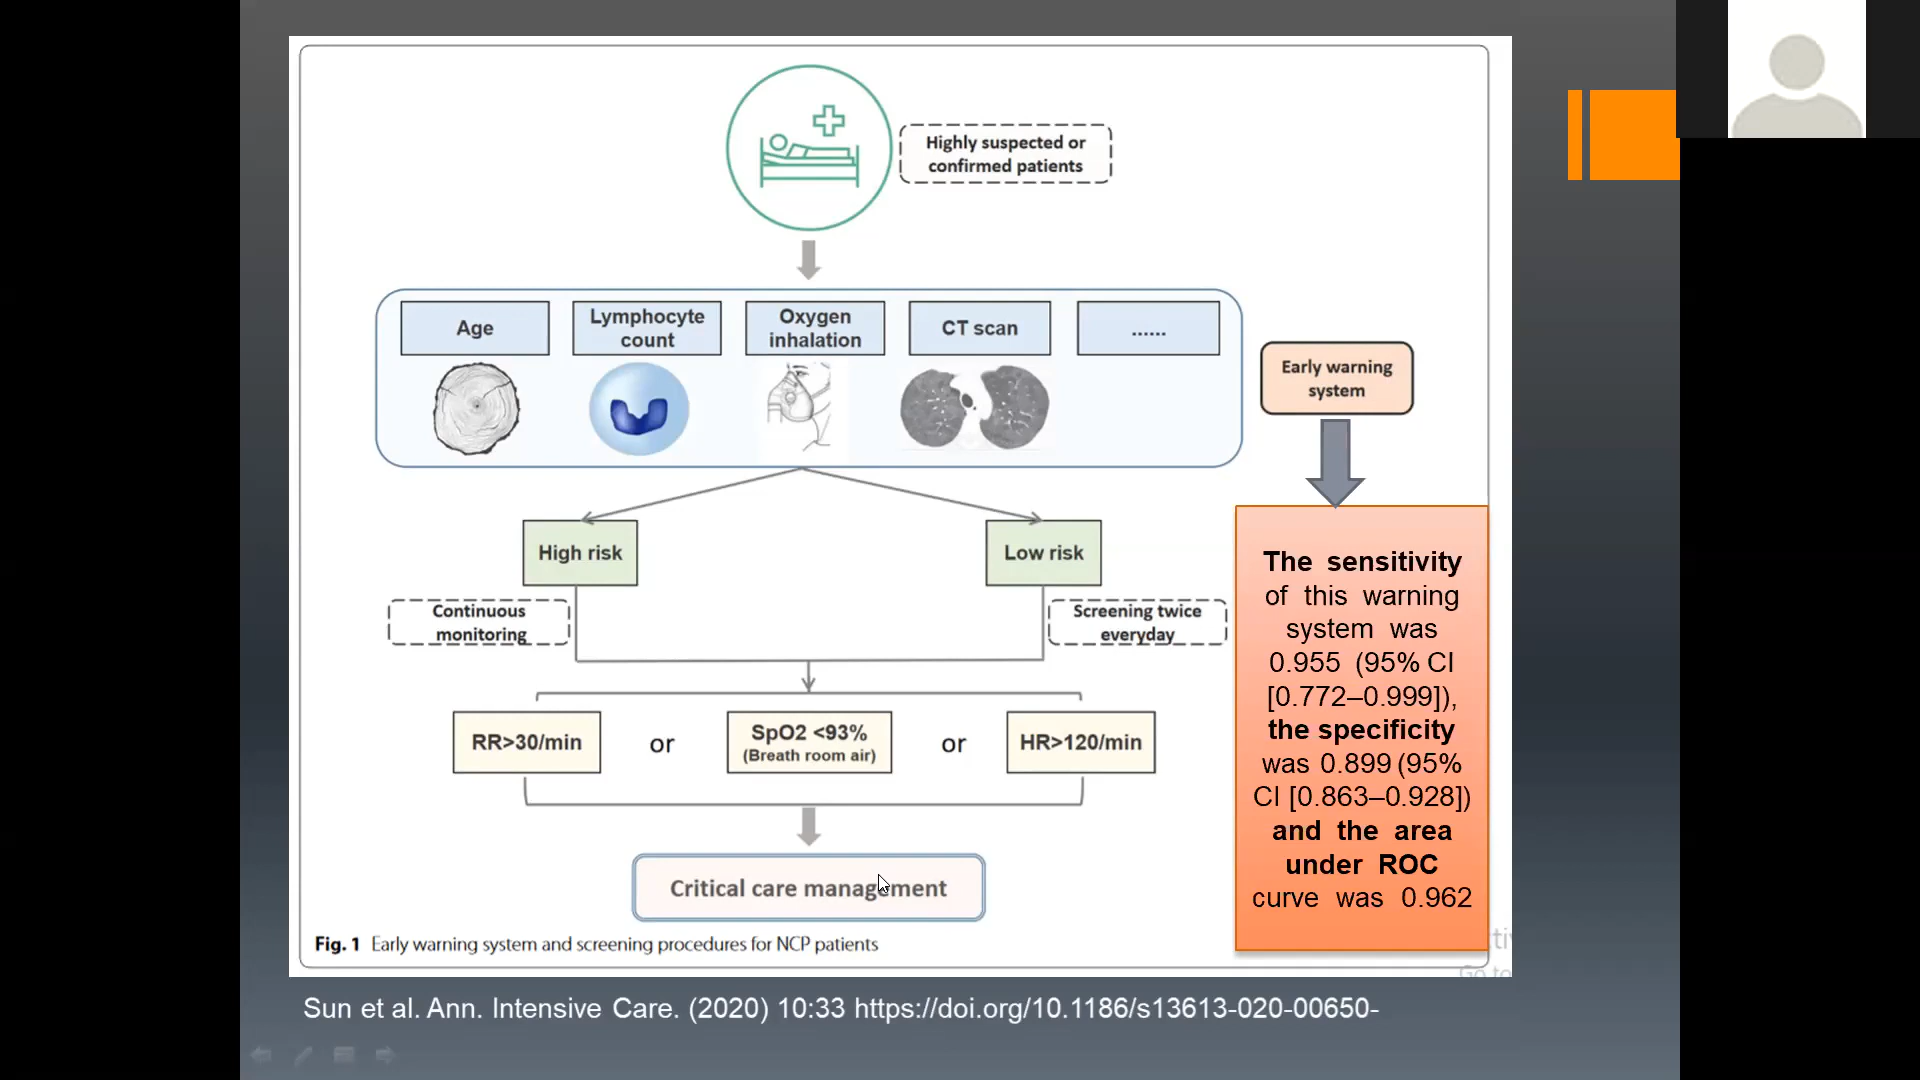 Highly suspected or
confirmed patients
Age
Lymphocyte
count
Oxygen
inhalation
CT scan
......
Early warning
system
High risk
Low risk
Continuous
monitoring
Screening twice
everyday
RR>30/min
or
SpO2 <93%
(Breath room air)
or
HR>120/min
Critical care management
The sensitivity
of this warning
system was
0.955 (95% CI
[0.772–0.999]),
the specificity
was 0.899 (95%
CI [0.863–0.928])
and the area
under ROC
curve was 0.962
Fig. 1 Early warning system and screening procedures for NCP patients
Go to
Sun et al. Ann. Intensive Care. (2020) 10:33 https://doi.org/10.1186/s13613-020-00650-